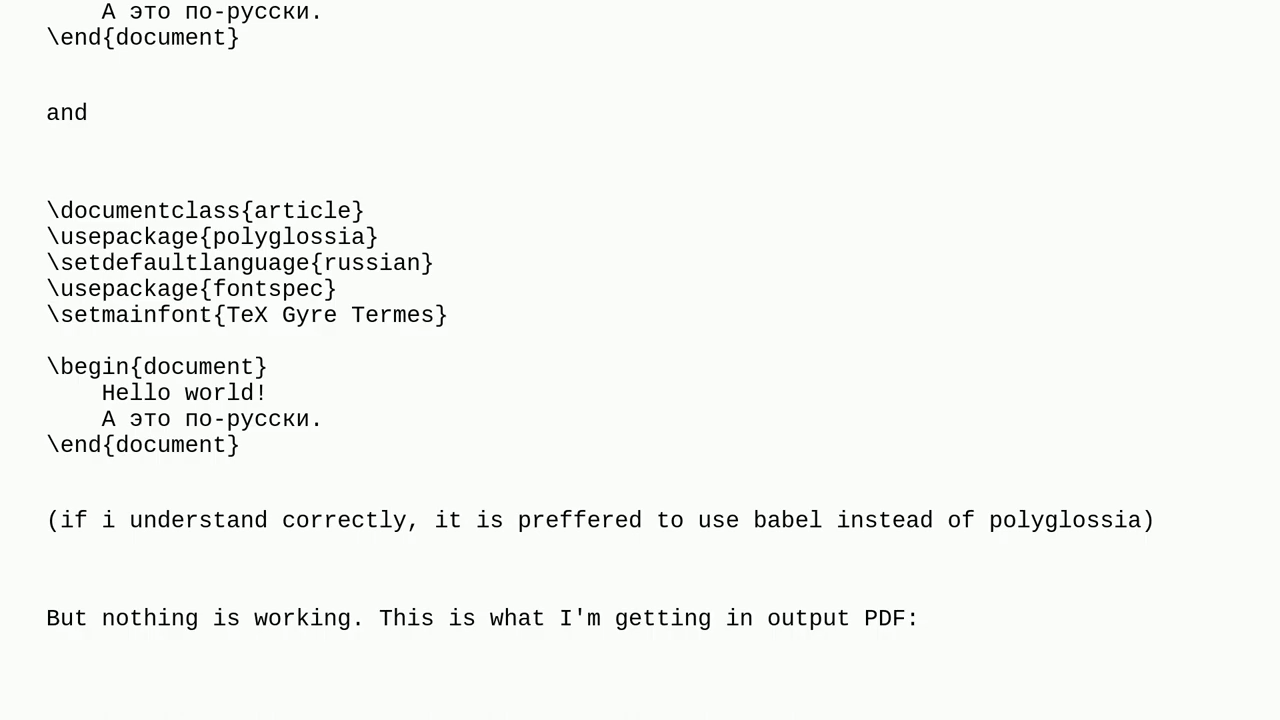 А это по-русски.
\end{document}
and
\documentclass{article}
\usepackage{polyglossia}
\setdefaultlanguage{russian}
\usepackage{fontspec}
\setmainfont{TeX Gyre Termes}
\begin{document}
Hello world!
А это по-русски.
\end{document}
(if i understand correctly, it is preffered to use babel instead of polyglossia)
But nothing is working. This is what I'm getting in output PDF: